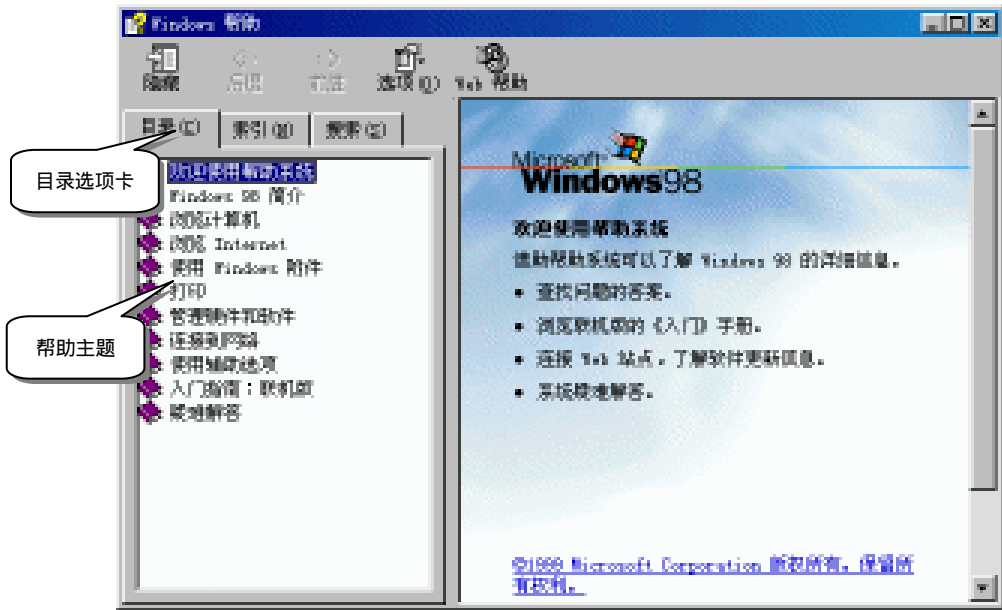 Windows 帮助
隐藏
后退
前进
选项(O)
Web 帮助
目录(C)
索引(N)
搜索(S)
目录选项卡
欢迎使用帮助系统
Windows 98 简介
浏览计算机
浏览 Internet
使用 Windows 附件
打印
管理硬件和软件
连接到网络
使用辅助选项
入门指南：联机版
疑难解答
帮助主题
Microsoft
Windows98
欢迎使用帮助系统
借助帮助系统可以了解 Windows 98 的详细信息。
• 查找问题的答案。
• 浏览联机版的《入门》手册。
• 连接 Web 站点，了解软件更新信息。
• 系统疑难解答。
©1999 Microsoft Corporation 版权所有。保留所
有权利。